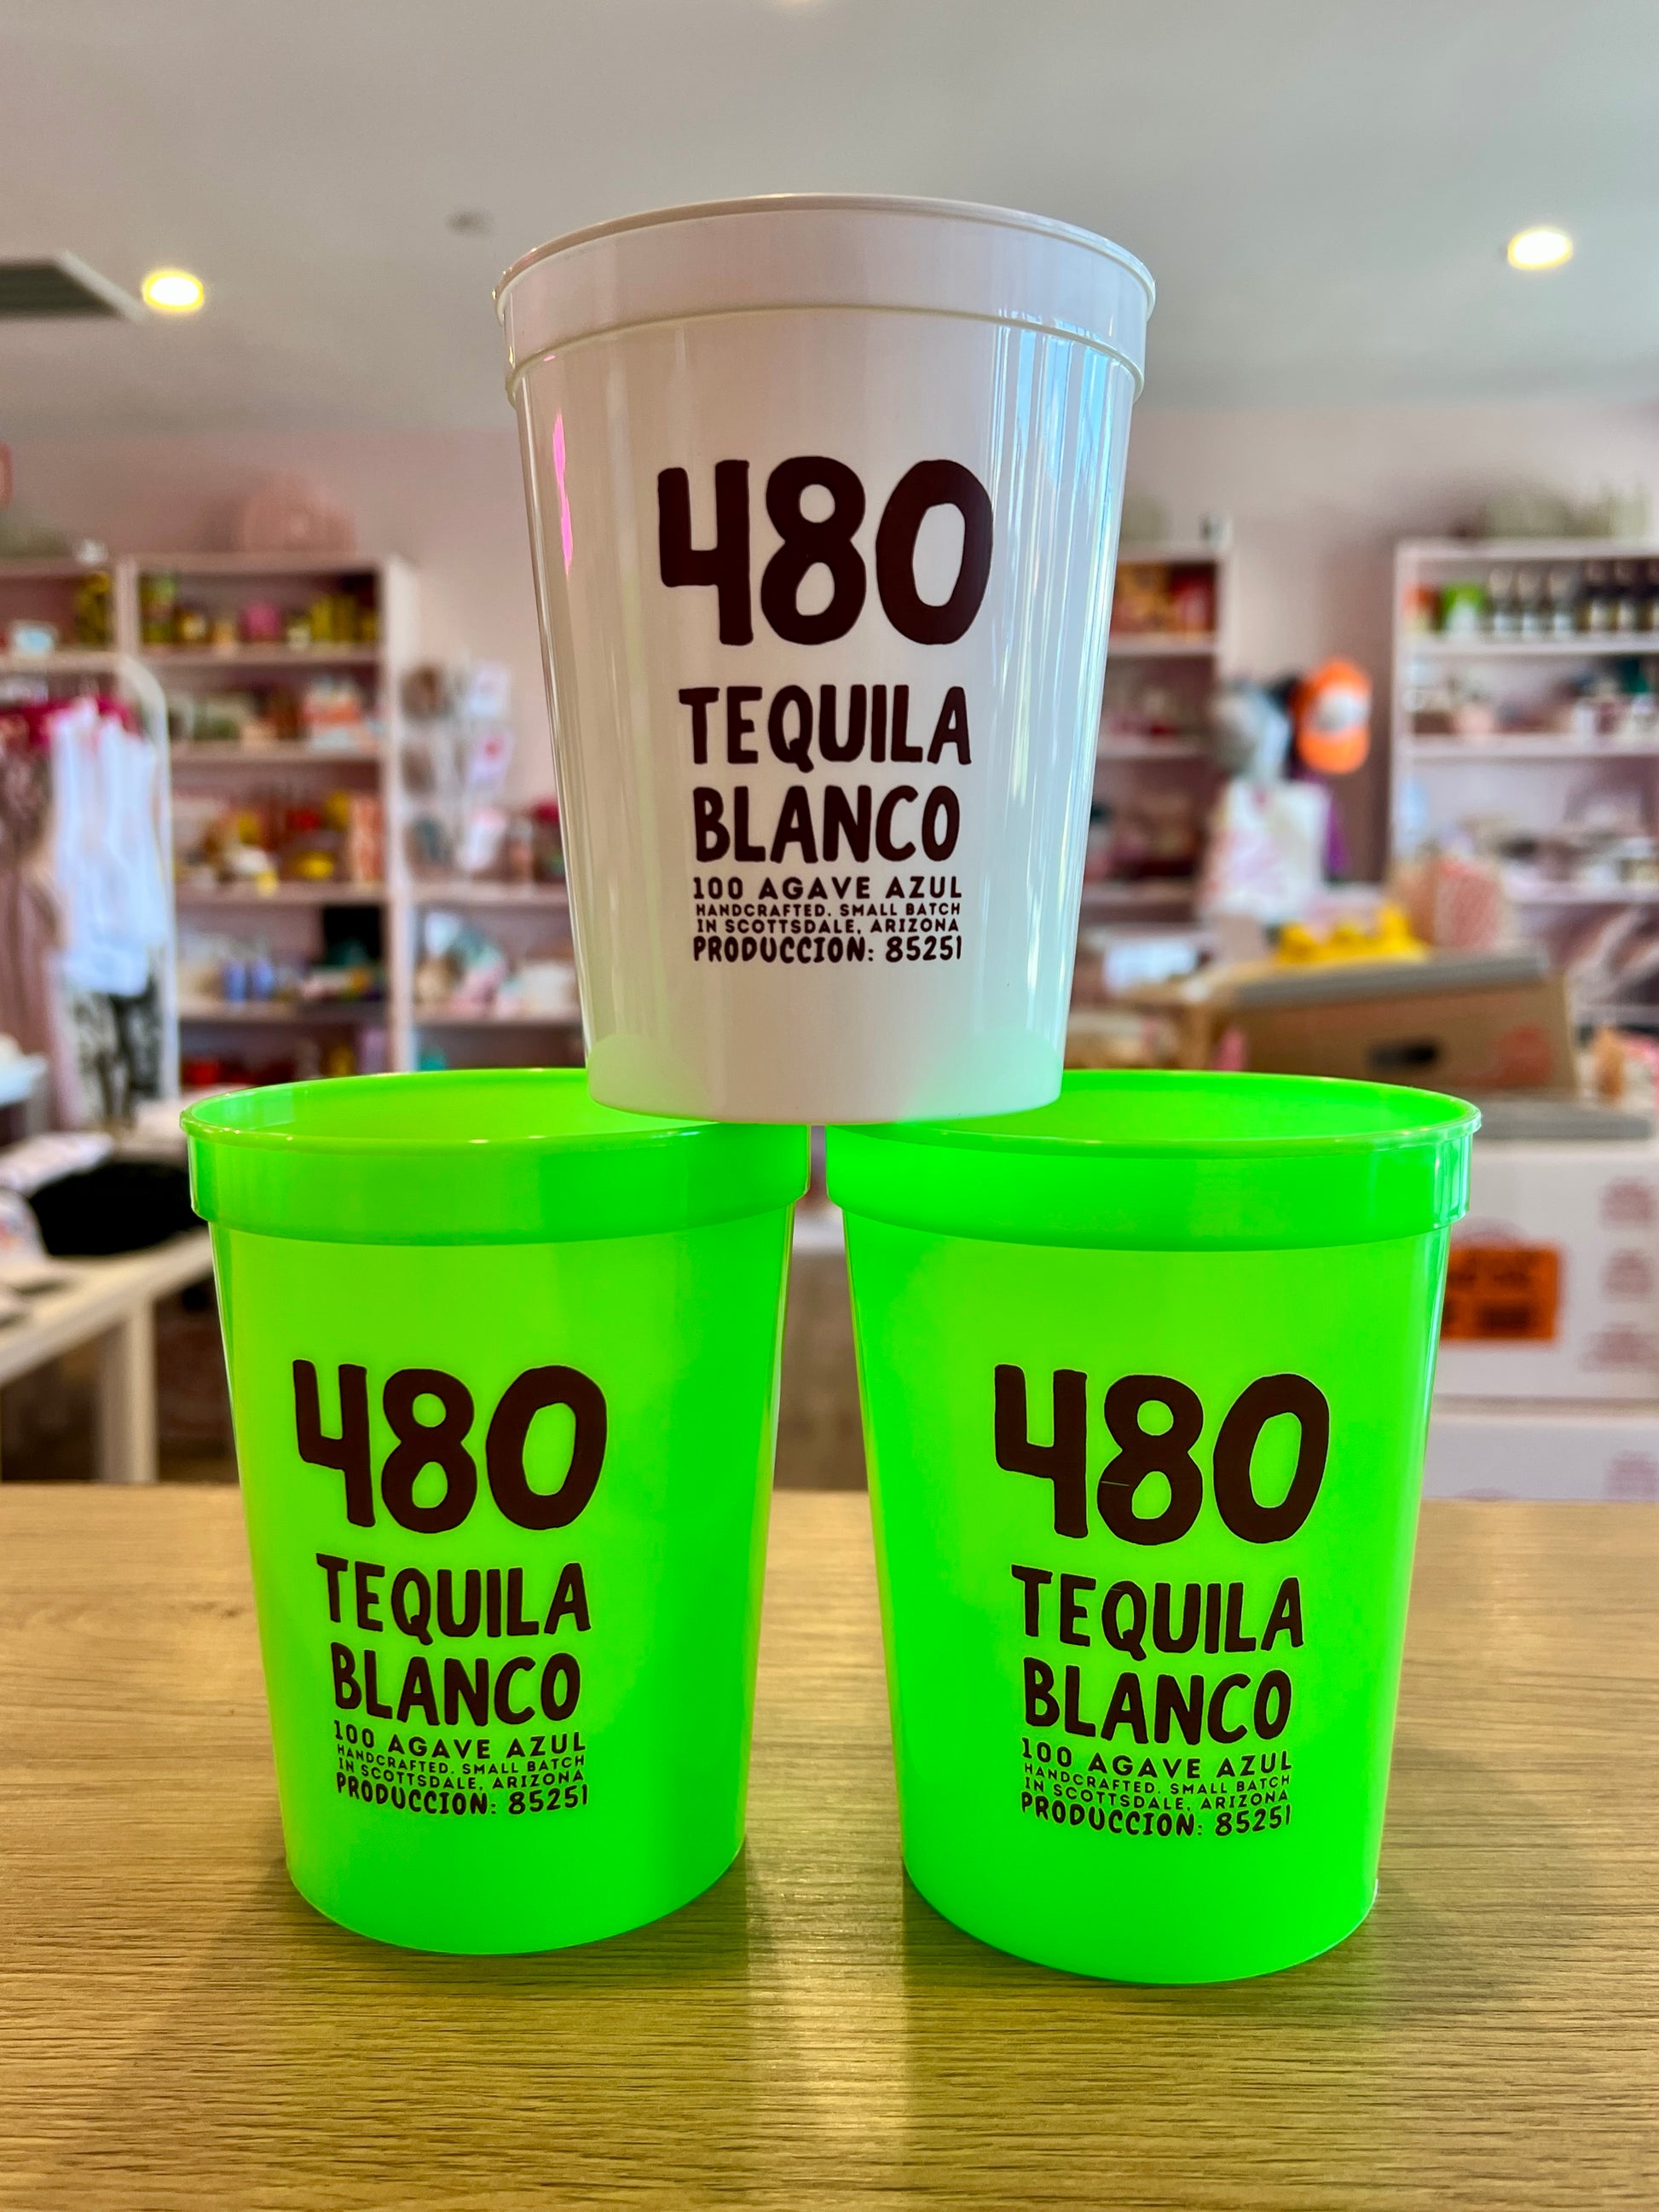 480
TEQUILA
BLANCO
100 AGAVE AZUL
HANDCRAFTED. SMALL BATCH
IN SCOTTSDALE, ARIZONA
PRODUCCION: 85251
480
TEQUILA
BLANCO
100 AGAVE AZUL
HANDCRAFTED. SMALL BATCH
IN SCOTTSDALE, ARIZONA
PRODUCCION: 85251
480
TEQUILA
BLANCO
100 AGAVE AZUL
HANDCRAFTED. SMALL BATCH
IN SCOTTSDALE, ARIZONA
PRODUCCION: 85251